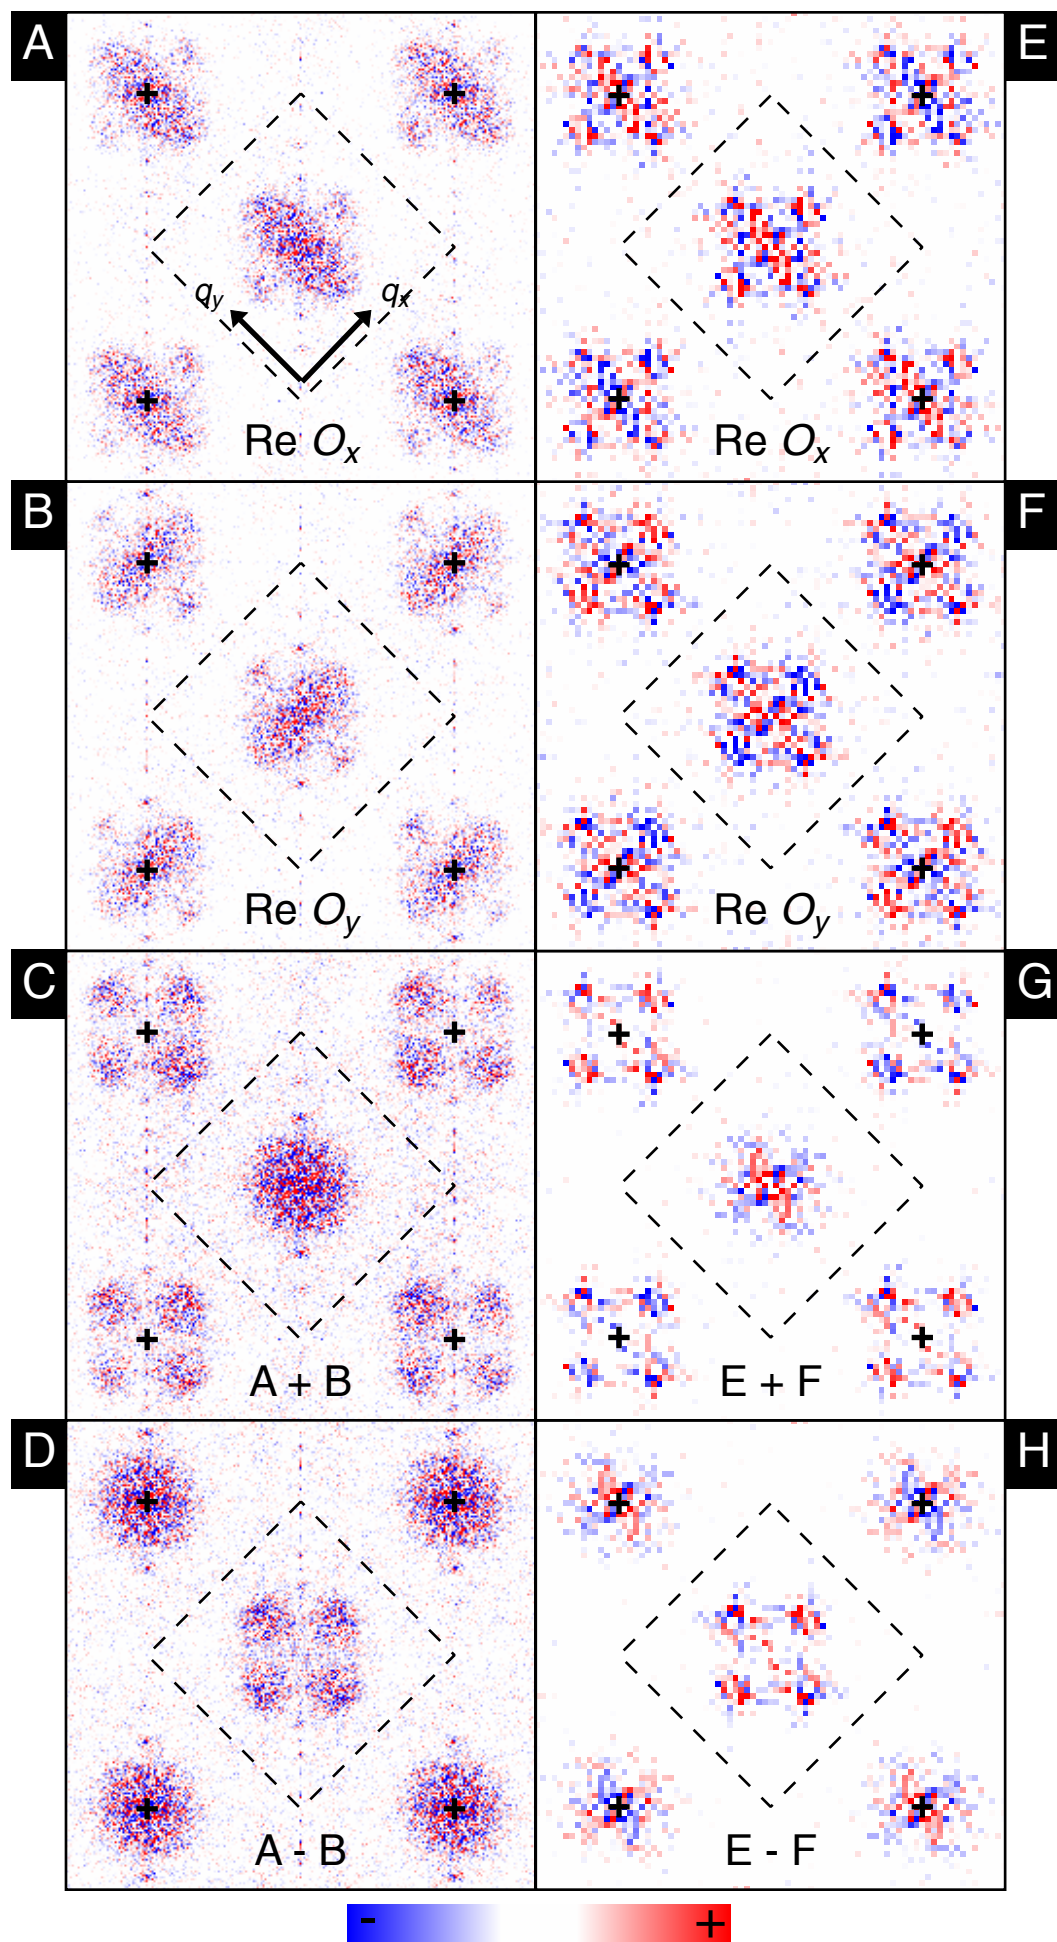 A
E
q_y
q_x
Re O_x
Re O_x
B
F
Re O_y
Re O_y
C
G
A + B
E + F
D
H
A - B
E - F
- +